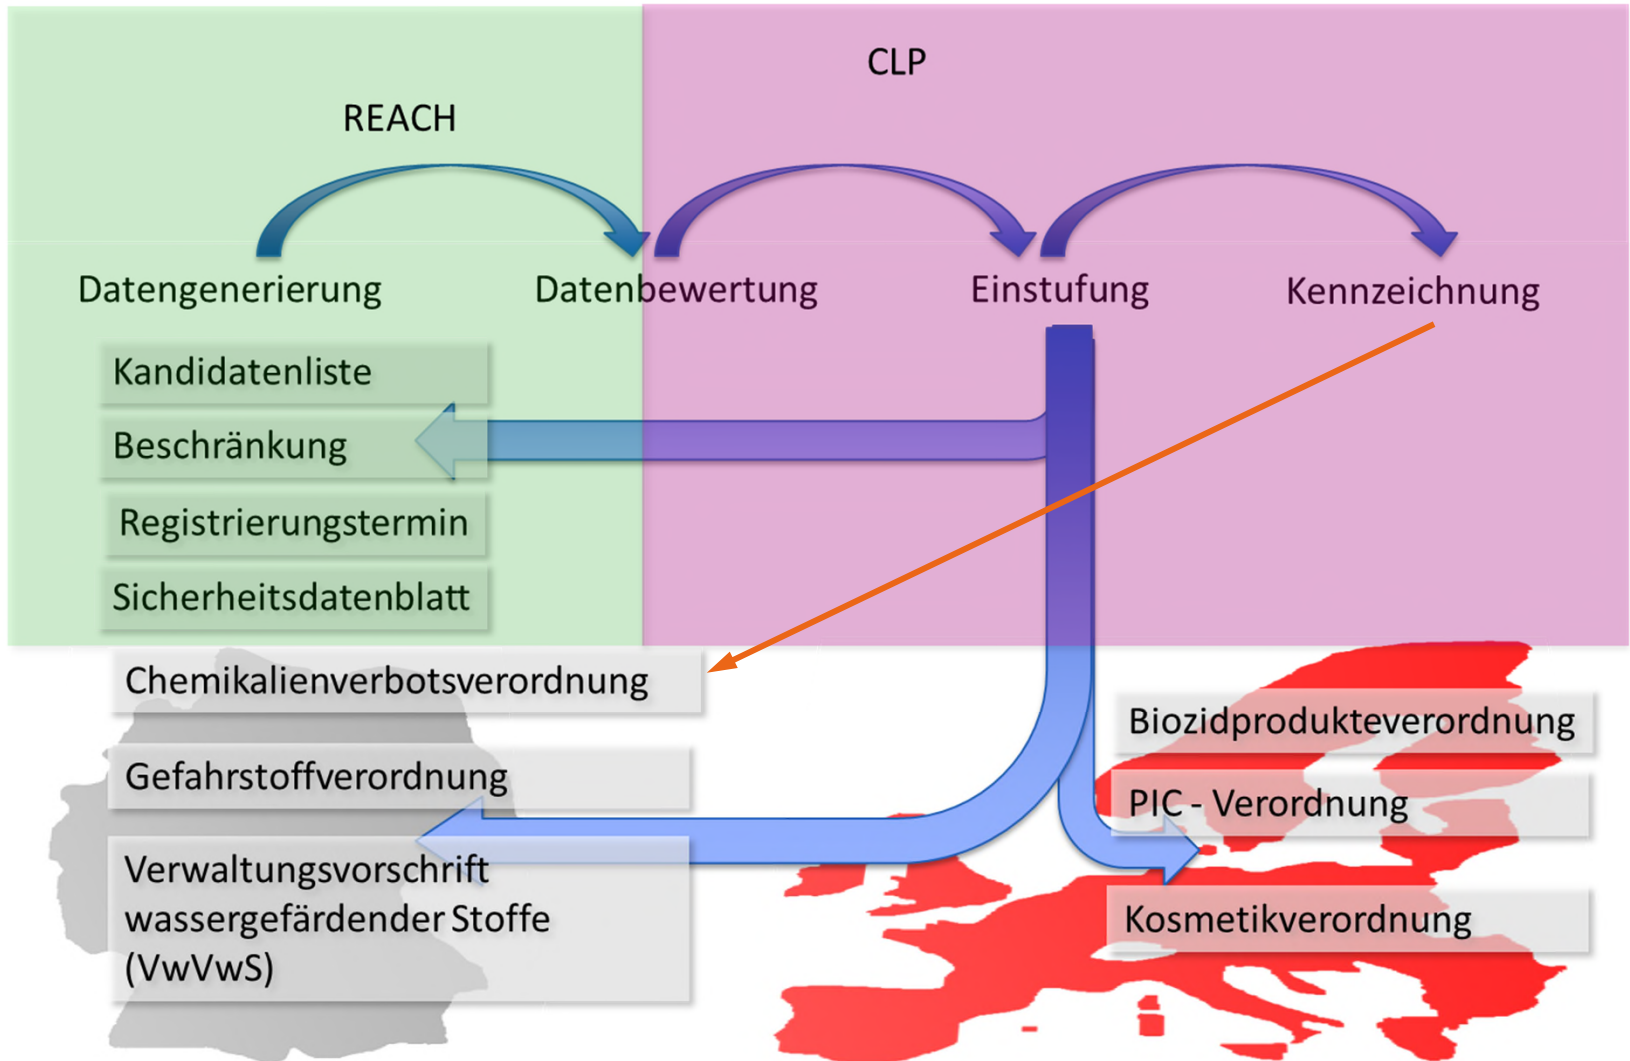 CLP
REACH
Datengenerierung
Datenbewertung
Einstufung
Kennzeichnung
Kandidatenliste
Beschränkung
Registrierungstermin
Sicherheitsdatenblatt
Chemikalienverbotsverordnung
Gefahrstoffverordnung
Verwaltungsvorschrift
wassergefärdender Stoffe
(VwVwS)
Biozidprodukteverordnung
PIC - Verordnung
Kosmetikverordnung